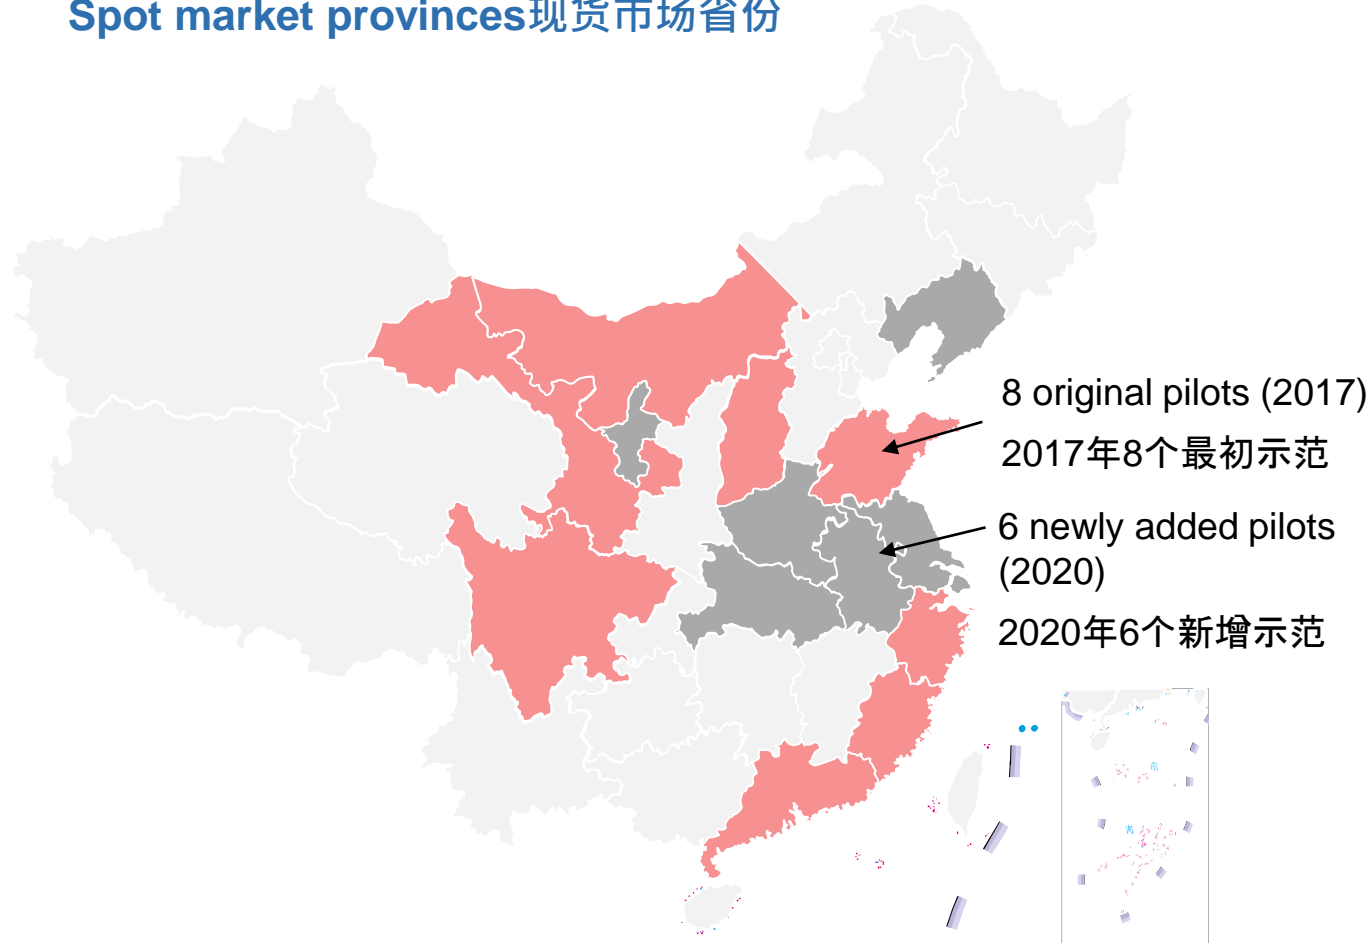 Spot market provinces现货市场省份
8 original pilots (2017)
2017年8个最初示范
6 newly added pilots
(2020)
2020年6个新增示范